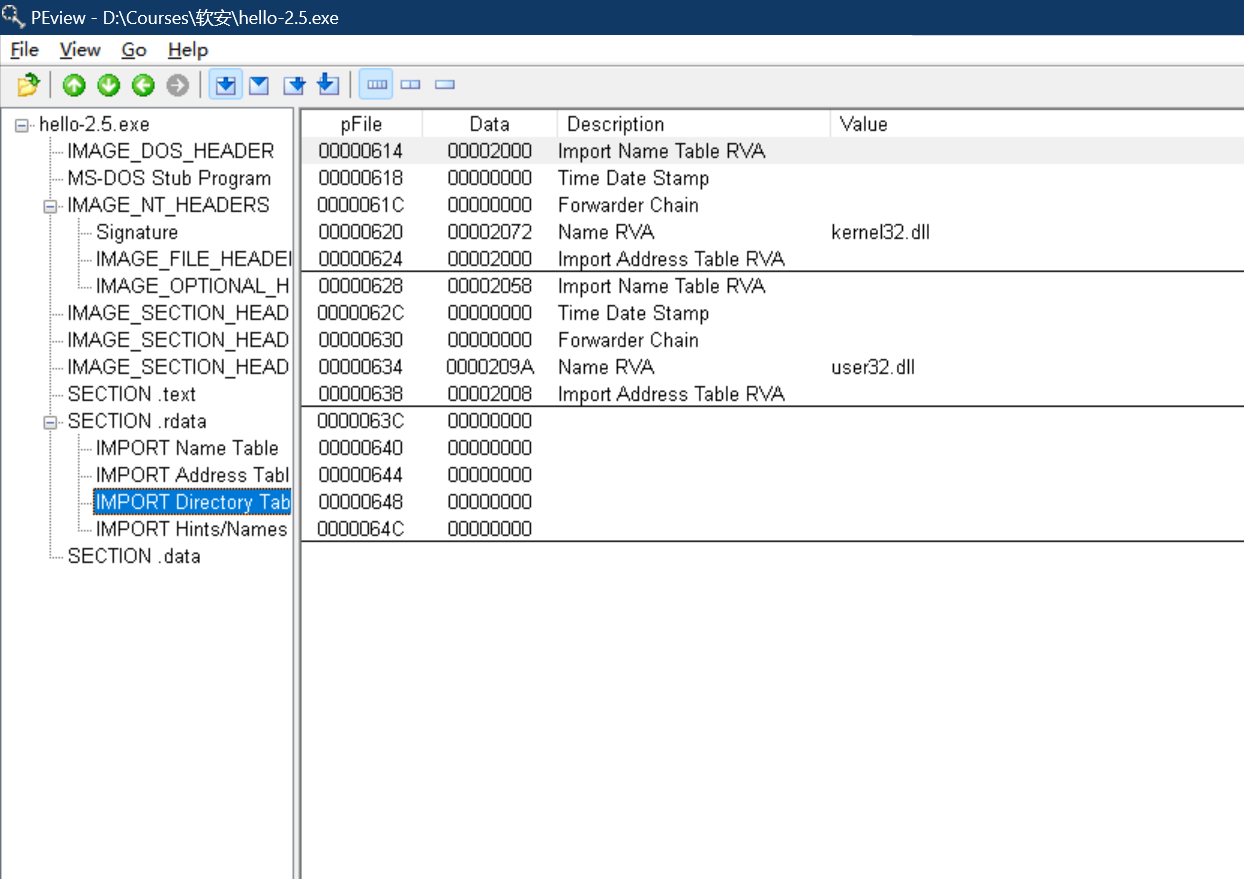 PEview - D:\Courses\软安\hello-2.5.exe
File View Go Help
hello-2.5.exe
IMAGE_DOS_HEADER
MS-DOS Stub Program
IMAGE_NT_HEADERS
Signature
IMAGE_FILE_HEADE
IMAGE_OPTIONAL_H
IMAGE_SECTION_HEAD
IMAGE_SECTION_HEAD
IMAGE_SECTION_HEAD
SECTION .text
SECTION .rdata
IMPORT Name Table
IMPORT Address Tabl
IMPORT Directory Tab
IMPORT Hints/Names
SECTION .data
pFile Data Description Value
00000614 00002000 Import Name Table RVA
00000618 00000000 Time Date Stamp
0000061C 00000000 Forwarder Chain
00000620 00002072 Name RVA kernel32.dll
00000624 00002000 Import Address Table RVA
00000628 00002058 Import Name Table RVA
0000062C 00000000 Time Date Stamp
00000630 00000000 Forwarder Chain
00000634 0000209A Name RVA user32.dll
00000638 00002008 Import Address Table RVA
0000063C 00000000
00000640 00000000
00000644 00000000
00000648 00000000
0000064C 00000000